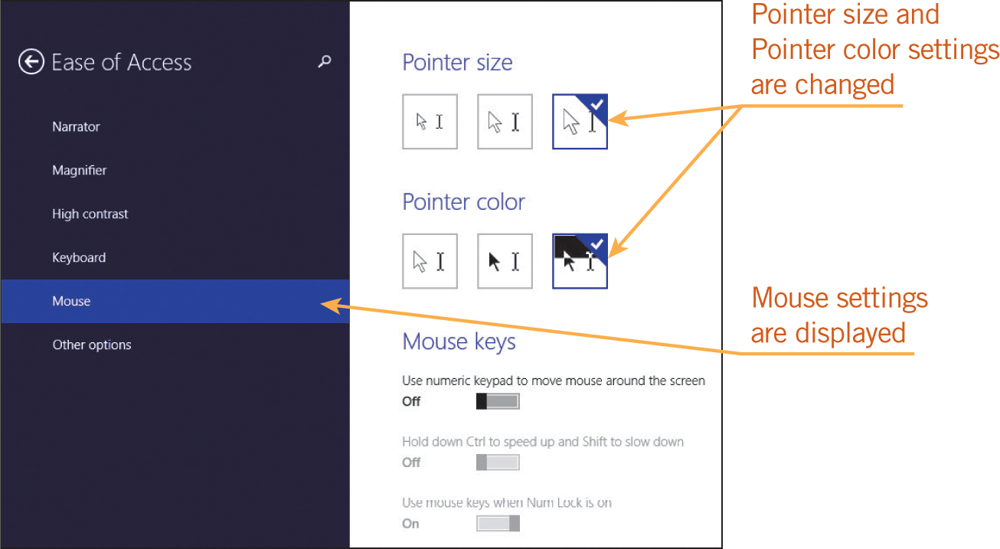 Ease of Access
Narrator
Magnifier
High contrast
Keyboard
Mouse
Other options
Pointer size
Pointer color
Mouse keys
Use numeric keypad to move mouse around the screen
Off
Hold down Ctrl to speed up and Shift to slow down
Off
Use mouse keys when Num Lock is on
On
Pointer size and
Pointer color settings
are changed
Mouse settings
are displayed